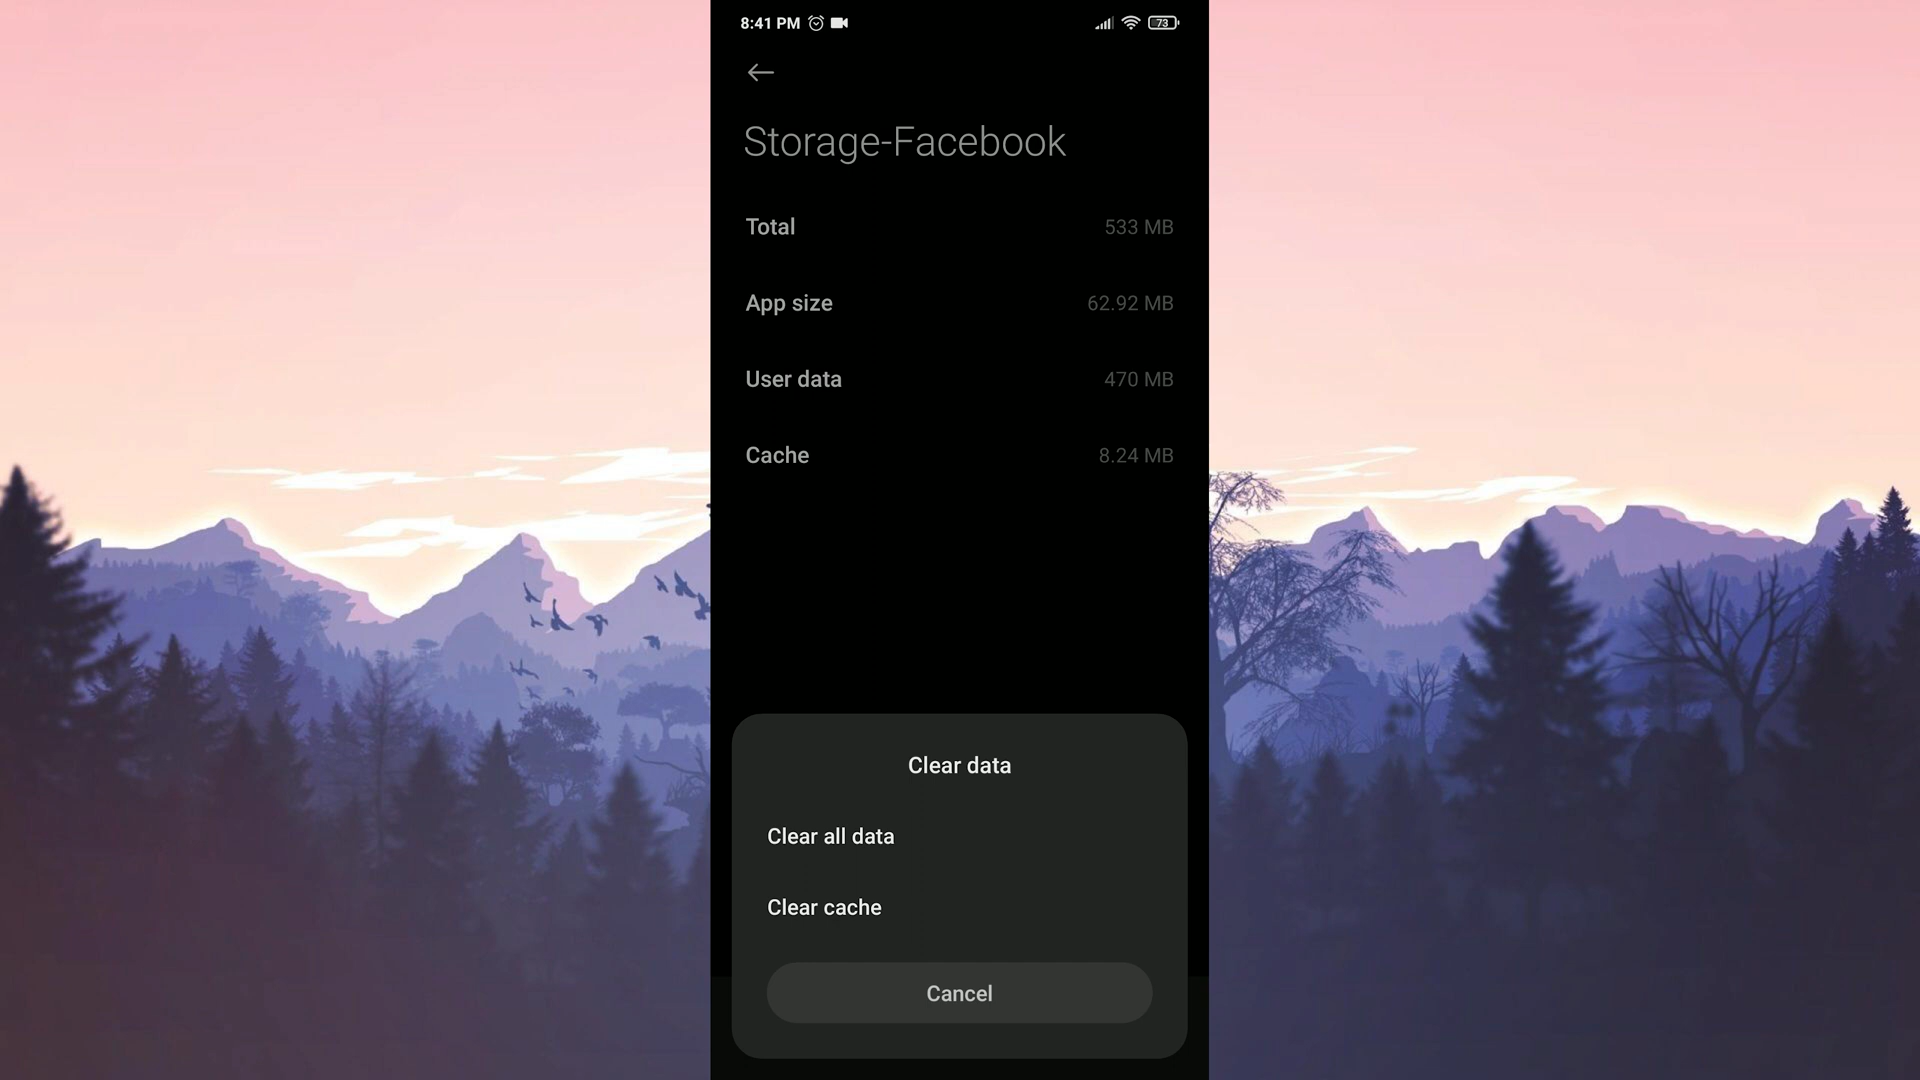 8:41 PM 73
Storage-Facebook
Total 533 MB
App size 62.92 MB
User data 470 MB
Cache 8.24 MB
Clear data
Clear all data
Clear cache
Cancel